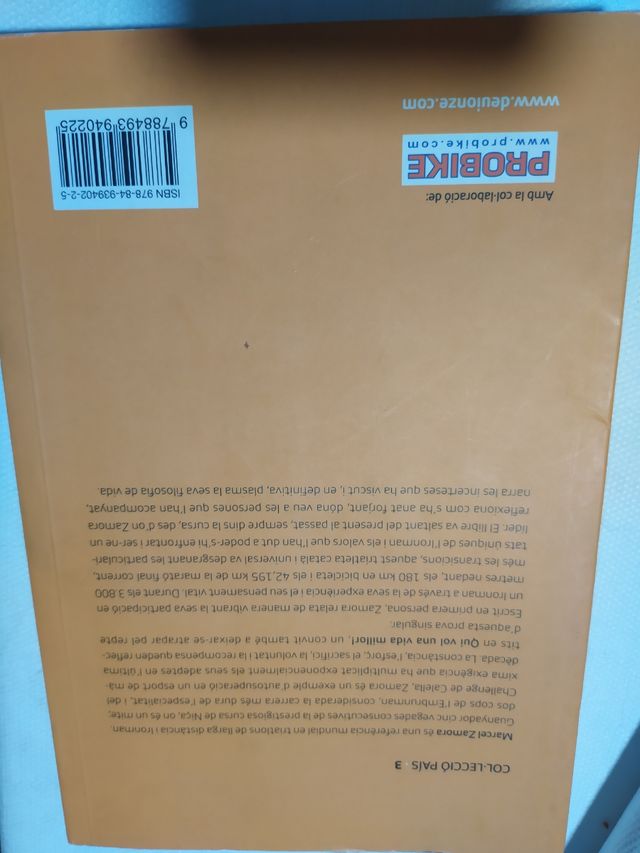 COL·LECCIÓ PAÍS · 3
Marcel Zamora és una referència mundial en triatlons de llarga distància i Ironman.
Guanyador cinc vegades consecutives de la prestigiosa cursa de Niça, on és un mite;
dos cops de l'Embrunman, considerada la carrera més dura de l'especialitat, i del
Challenge de Calella, Zamora és un exemple d'autosuperació en un esport de mà-
xima exigència que ha multiplicat exponencialment els seus adeptes en l'última
dècada. La constància, l'esforç, el sacrifici, la voluntat i la recompensa queden reflec-
tits en Qui vol una vida millor?, un convit també a deixar-se atrapar pel repte
d'aquesta prova singular.
Escrit en primera persona, Zamora relata de manera vibrant la seva participació en
un Ironman a través de la seva experiència i el seu pensament vital. Durant els 3.800
metres nedant, els 180 km en bicicleta i els 42,195 km de la marató final corrent,
més les transicions, aquest triatleta català i universal va desgranant les particulari-
tats úniques de l'Ironman i els valors que l'han dut a poder-s'hi enfrontar i ser-ne un
líder. El llibre va saltant del present al passat, sempre dins la cursa, des d'on Zamora
reflexiona com s'ha anat forjant, dóna veu a les persones que l'han acompanyat,
narra les incerteses que ha viscut i, en definitiva, plasma la seva filosofia de vida.
Amb la col·laboració de:
PROBIKE
www.probike.com
www.deuionze.com
ISBN 978-84-939402-2-5
9 788493 940225